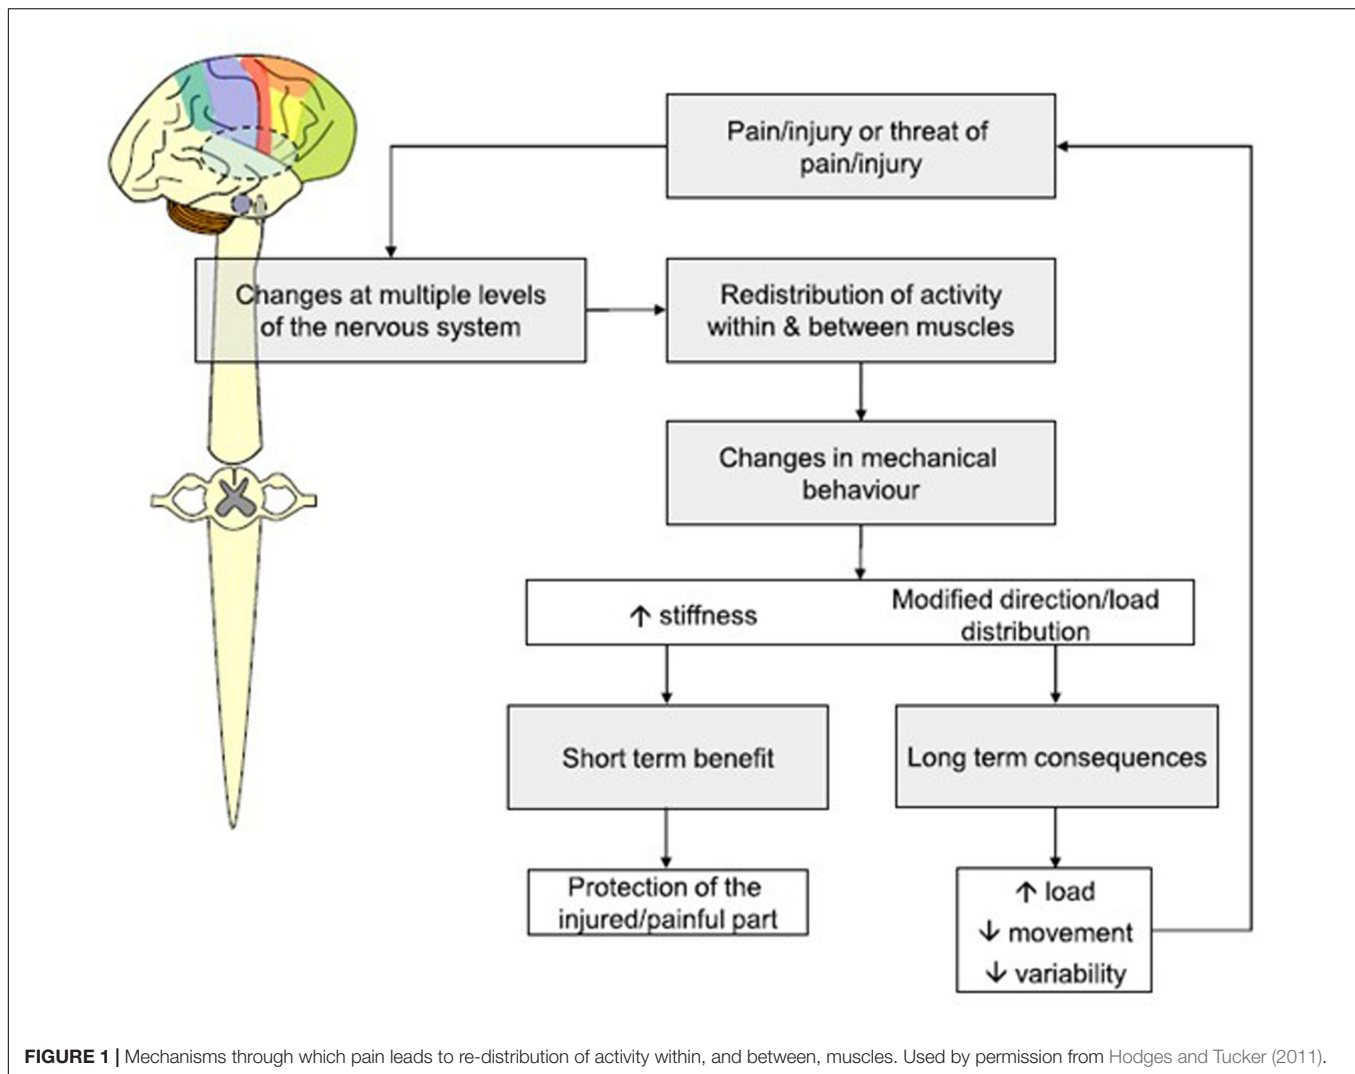 Pain/injury or threat of
pain/injury
Changes at multiple levels
of the nervous system
Redistribution of activity
within & between muscles
Changes in mechanical
behaviour
↑ stiffness
Modified direction/load
distribution
Short term benefit
Long term consequences
Protection of the
injured/painful part
↑ load
↓ movement
↓ variability
FIGURE 1 | Mechanisms through which pain leads to re-distribution of activity within, and between, muscles. Used by permission from Hodges and Tucker (2011).